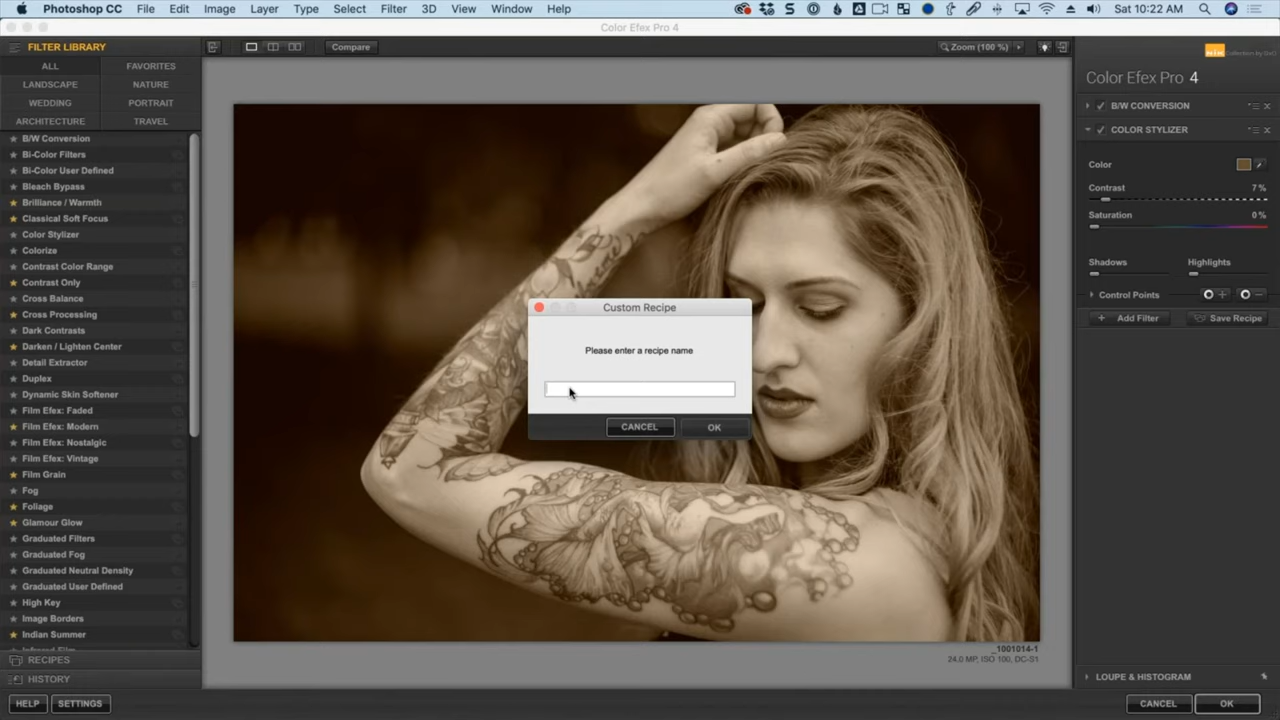 Photoshop CC File Edit Image Layer Type Select Filter 3D View Window Help Sat 10:22 AM
Color Efex Pro 4
FILTER LIBRARY
Compare
Zoom (100 %)
ALL FAVORITES
LANDSCAPE NATURE
WEDDING PORTRAIT
ARCHITECTURE TRAVEL
B/W Conversion
Bi-Color Filters
Bi-Color User Defined
Bleach Bypass
Brilliance / Warmth
Classical Soft Focus
Color Stylizer
Colorize
Contrast Color Range
Contrast Only
Cross Balance
Cross Processing
Dark Contrasts
Darken / Lighten Center
Detail Extractor
Duplex
Dynamic Skin Softener
Film Efex: Faded
Film Efex: Modern
Film Efex: Nostalgic
Film Efex: Vintage
Film Grain
Fog
Foliage
Glamour Glow
Graduated Filters
Graduated Fog
Graduated Neutral Density
Graduated User Defined
High Key
Image Borders
Indian Summer
RECIPES
HISTORY
HELP SETTINGS
Custom Recipe
Please enter a recipe name
CANCEL OK
_1001014-1
24.0 MP, ISO 100, DC-S1
Nik Collection by DxO
Color Efex Pro 4
B/W CONVERSION
COLOR STYLIZER
Color
Contrast 7%
Saturation 0%
Shadows Highlights
Control Points
Add Filter Save Recipe
LOUPE & HISTOGRAM
CANCEL OK